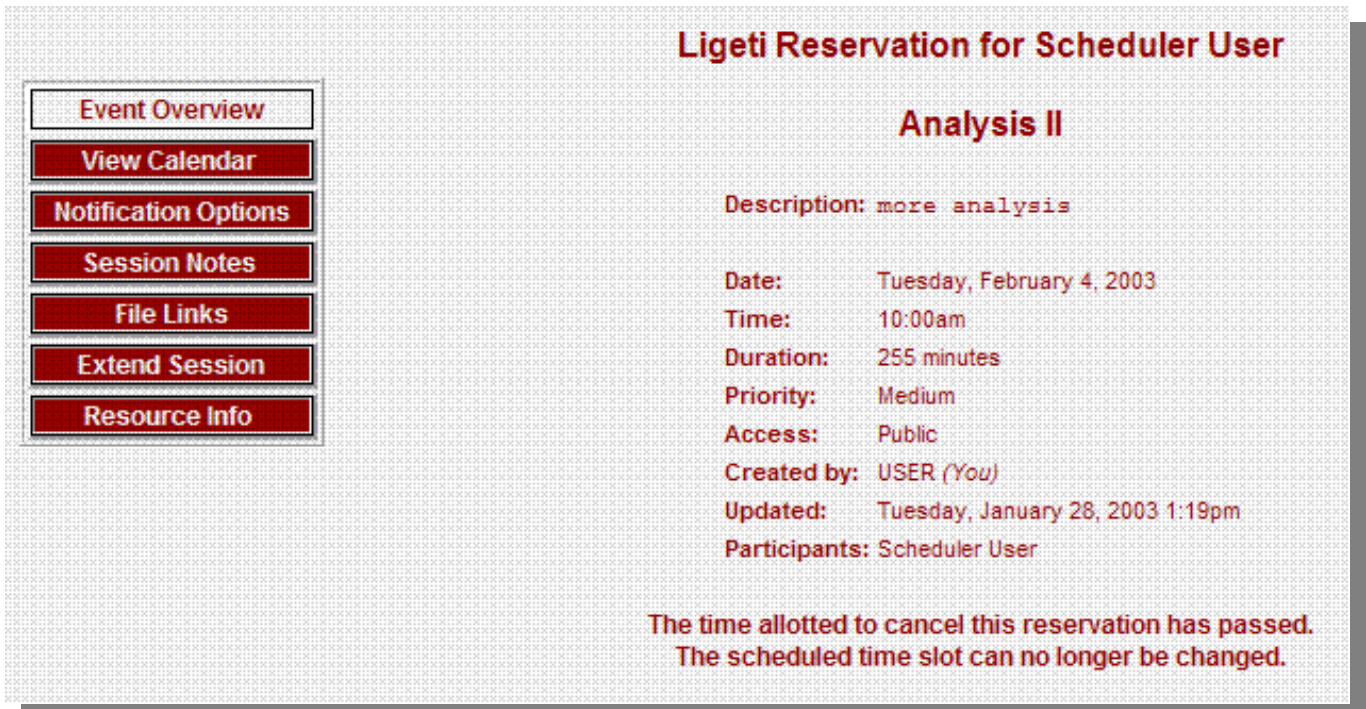 Ligeti Reservation for Scheduler User
Analysis II
Event Overview
View Calendar
Notification Options
Session Notes
File Links
Extend Session
Resource Info
Description: more analysis
Date: Tuesday, February 4, 2003
Time: 10:00am
Duration: 255 minutes
Priority: Medium
Access: Public
Created by: USER (You)
Updated: Tuesday, January 28, 2003 1:19pm
Participants: Scheduler User
The time allotted to cancel this reservation has passed.
The scheduled time slot can no longer be changed.